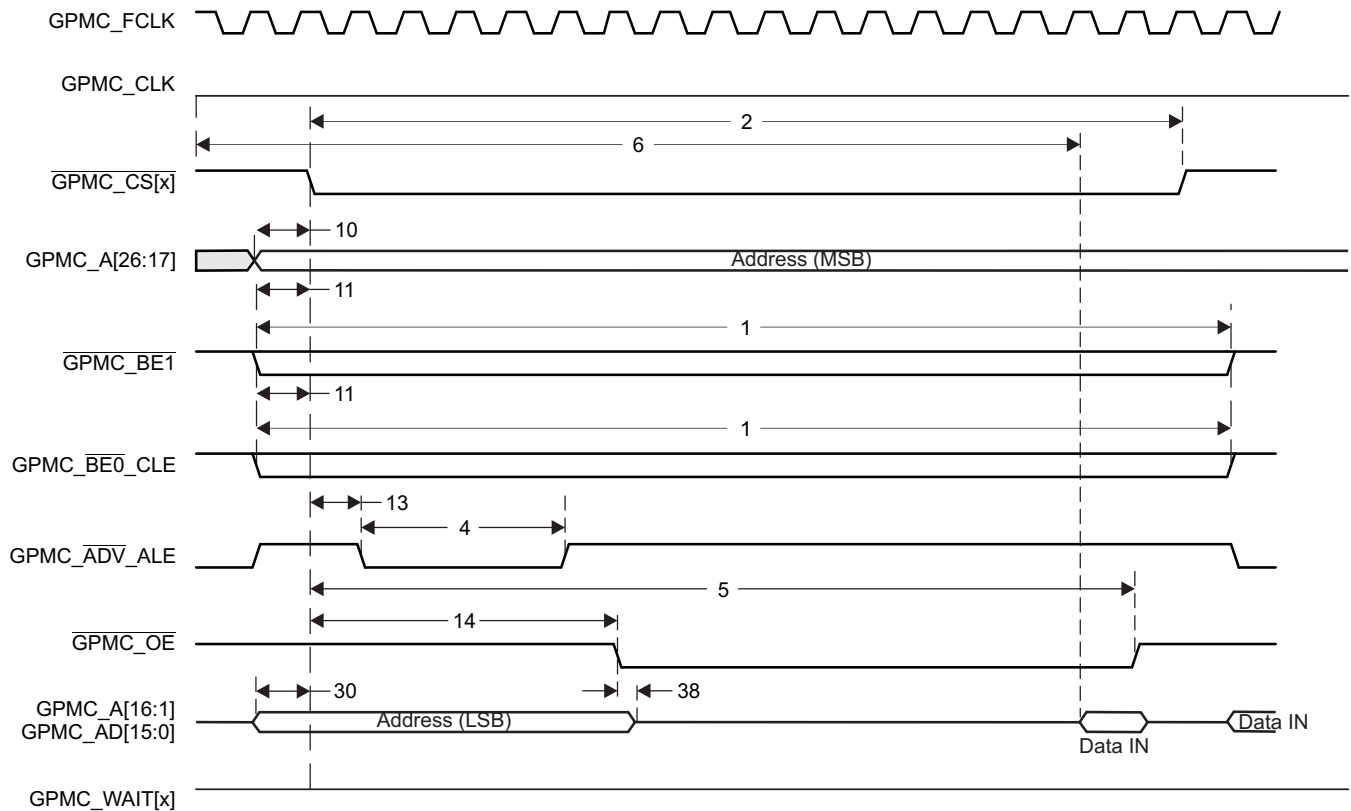 GPMC_FCLK
GPMC_CLK
2
6
GPMC_CS[x]
10
GPMC_A[26:17]
Address (MSB)
11
1
GPMC_BE1
11
1
GPMC_BE0_CLE
13
4
GPMC_ADV_ALE
5
14
GPMC_OE
30
38
GPMC_A[16:1]
GPMC_AD[15:0]
Address (LSB)
Data IN
Data IN
GPMC_WAIT[x]